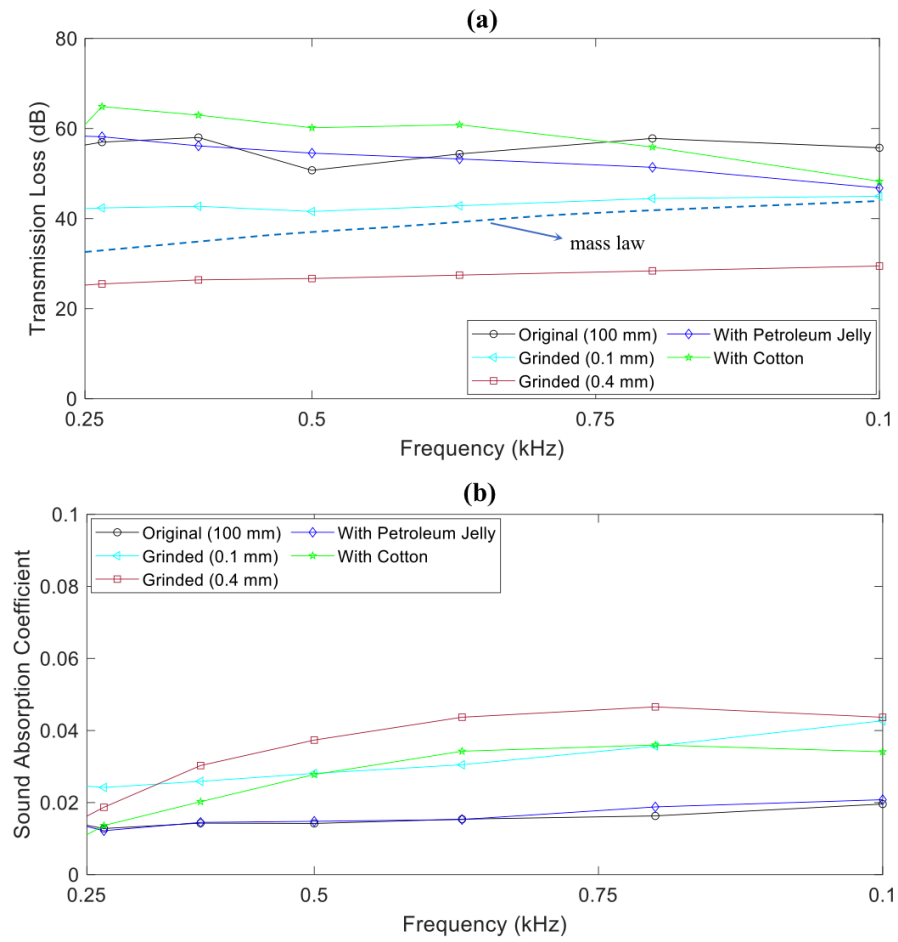 (a)
80
60
40
20
0
Transmission Loss (dB)
mass law
Original (100 mm) With Petroleum Jelly
Grinded (0.1 mm) With Cotton
Grinded (0.4 mm)
0.25 0.5 0.75 0.1
Frequency (kHz)
(b)
0.1
0.08
0.06
0.04
0.02
0
Sound Absorption Coefficient
Original (100 mm) With Petroleum Jelly
Grinded (0.1 mm) With Cotton
Grinded (0.4 mm)
0.25 0.5 0.75 0.1
Frequency (kHz)